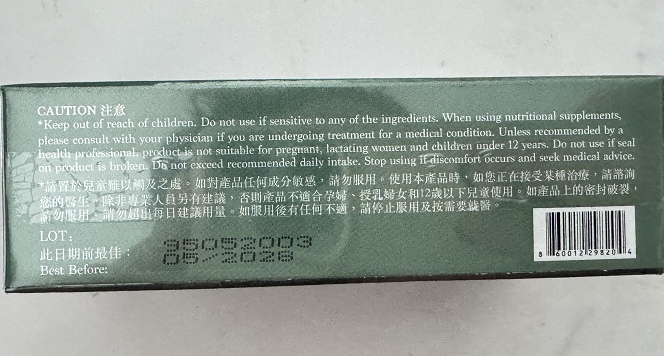 CAUTION 注意
*Keep out of reach of children. Do not use if sensitive to any of the ingredients. When using nutritional supplements,
please consult with your physician if you are undergoing treatment for a medical condition. Unless recommended by a
health professional, product is not suitable for pregnant, lactating women and children under 12 years. Do not use if seal
on product is broken. Do not exceed recommended daily intake. Stop using if discomfort occurs and seek medical advice.
*請置於兒童難以觸及之處。如對產品任何成分敏感，請勿服用。使用本產品時，如您正在接受某種治療，請諮詢
您的醫生。除非專業人員另有建議，否則產品不適合孕婦、授乳婦女和12歲以下兒童使用。如產品上的密封破裂，
請勿服用。請勿超出每日建議用量。如服用後有任何不適，請停止服用及按需要就醫。
LOT: 35052003
此日期前最佳： 05/2028
Best Before:
8 60012 29820 4